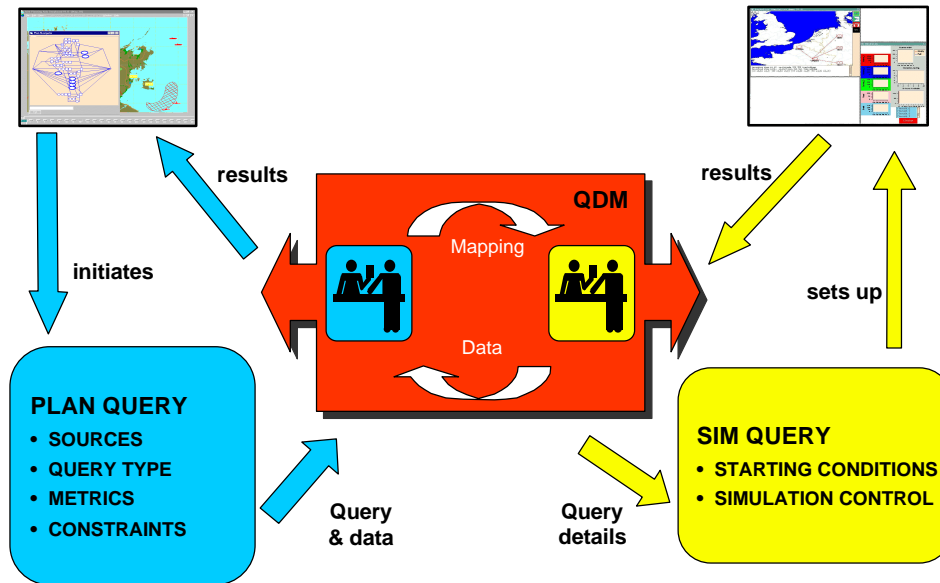 results
results
QDM
Mapping
initiates
sets up
Data
PLAN QUERY
• SOURCES
• QUERY TYPE
• METRICS
• CONSTRAINTS
SIM QUERY
• STARTING CONDITIONS
• SIMULATION CONTROL
Query
& data
Query
details